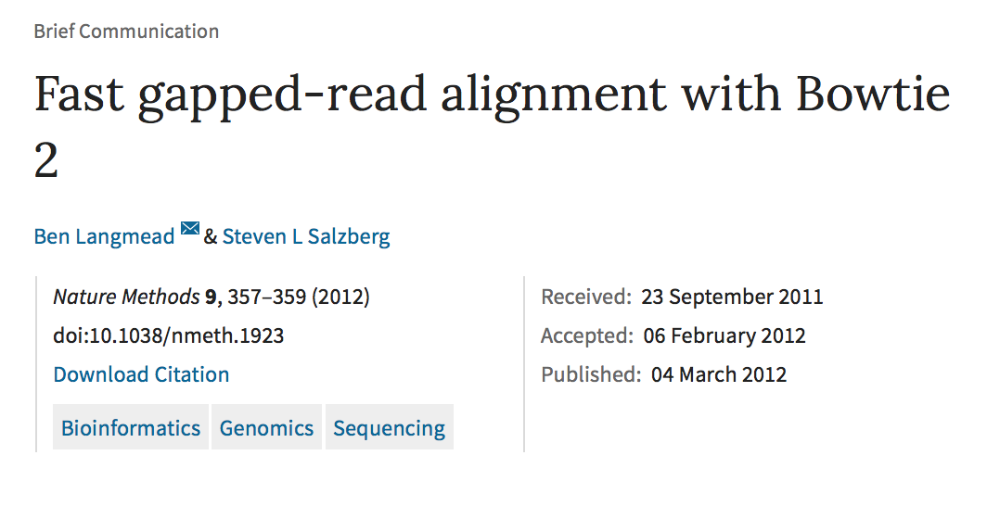 Brief Communication
Fast gapped-read alignment with Bowtie
2
Ben Langmead & Steven L Salzberg
Nature Methods 9, 357–359 (2012)
doi:10.1038/nmeth.1923
Download Citation
Bioinformatics Genomics Sequencing
Received: 23 September 2011
Accepted: 06 February 2012
Published: 04 March 2012